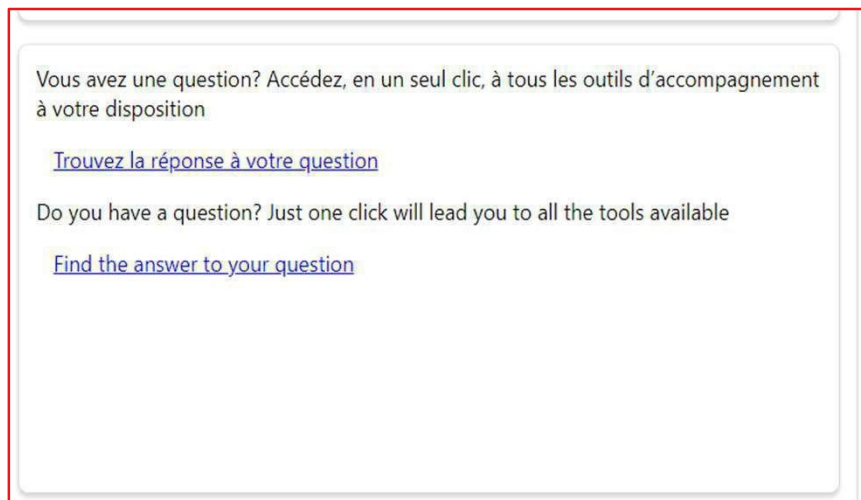 Vous avez une question? Accédez, en un seul clic, à tous les outils d’accompagnement
à votre disposition
Trouvez la réponse à votre question
Do you have a question? Just one click will lead you to all the tools available
Find the answer to your question